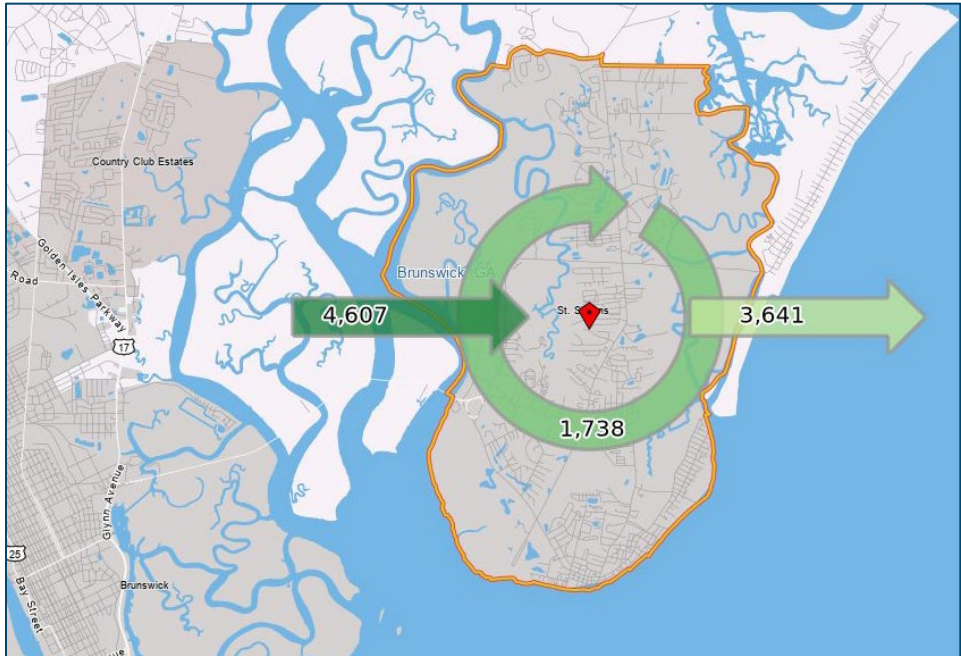 Country Club Estates
Golden Isles Parkway
Road
Brunswick, GA
4,607
St.
3,641
17
1,738
Glynn Avenue
25
Brunswick
Bay Street